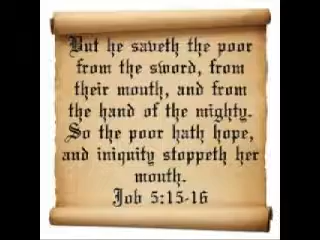 But he saveth the poor
from the sword, from
their mouth, and from
the hand of the mighty.
So the poor hath hope,
and iniquity stoppeth her
mouth.
Job 5:15-16